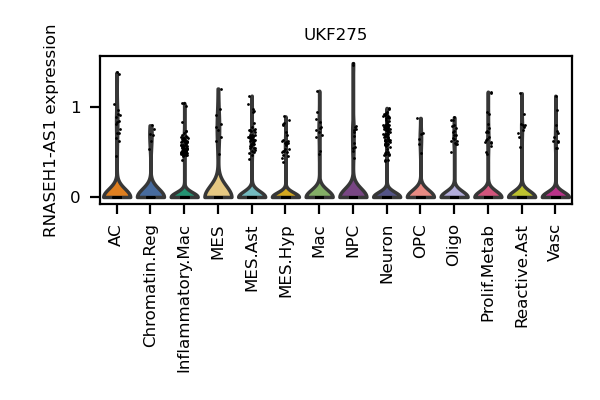 UKF275
RNASEH1-AS1 expression
1
0
AC
Chromatin.Reg
Inflammatory.Mac
MES
MES.Ast
MES.Hyp
Mac
NPC
Neuron
OPC
Oligo
Prolif.Metab
Reactive.Ast
Vasc